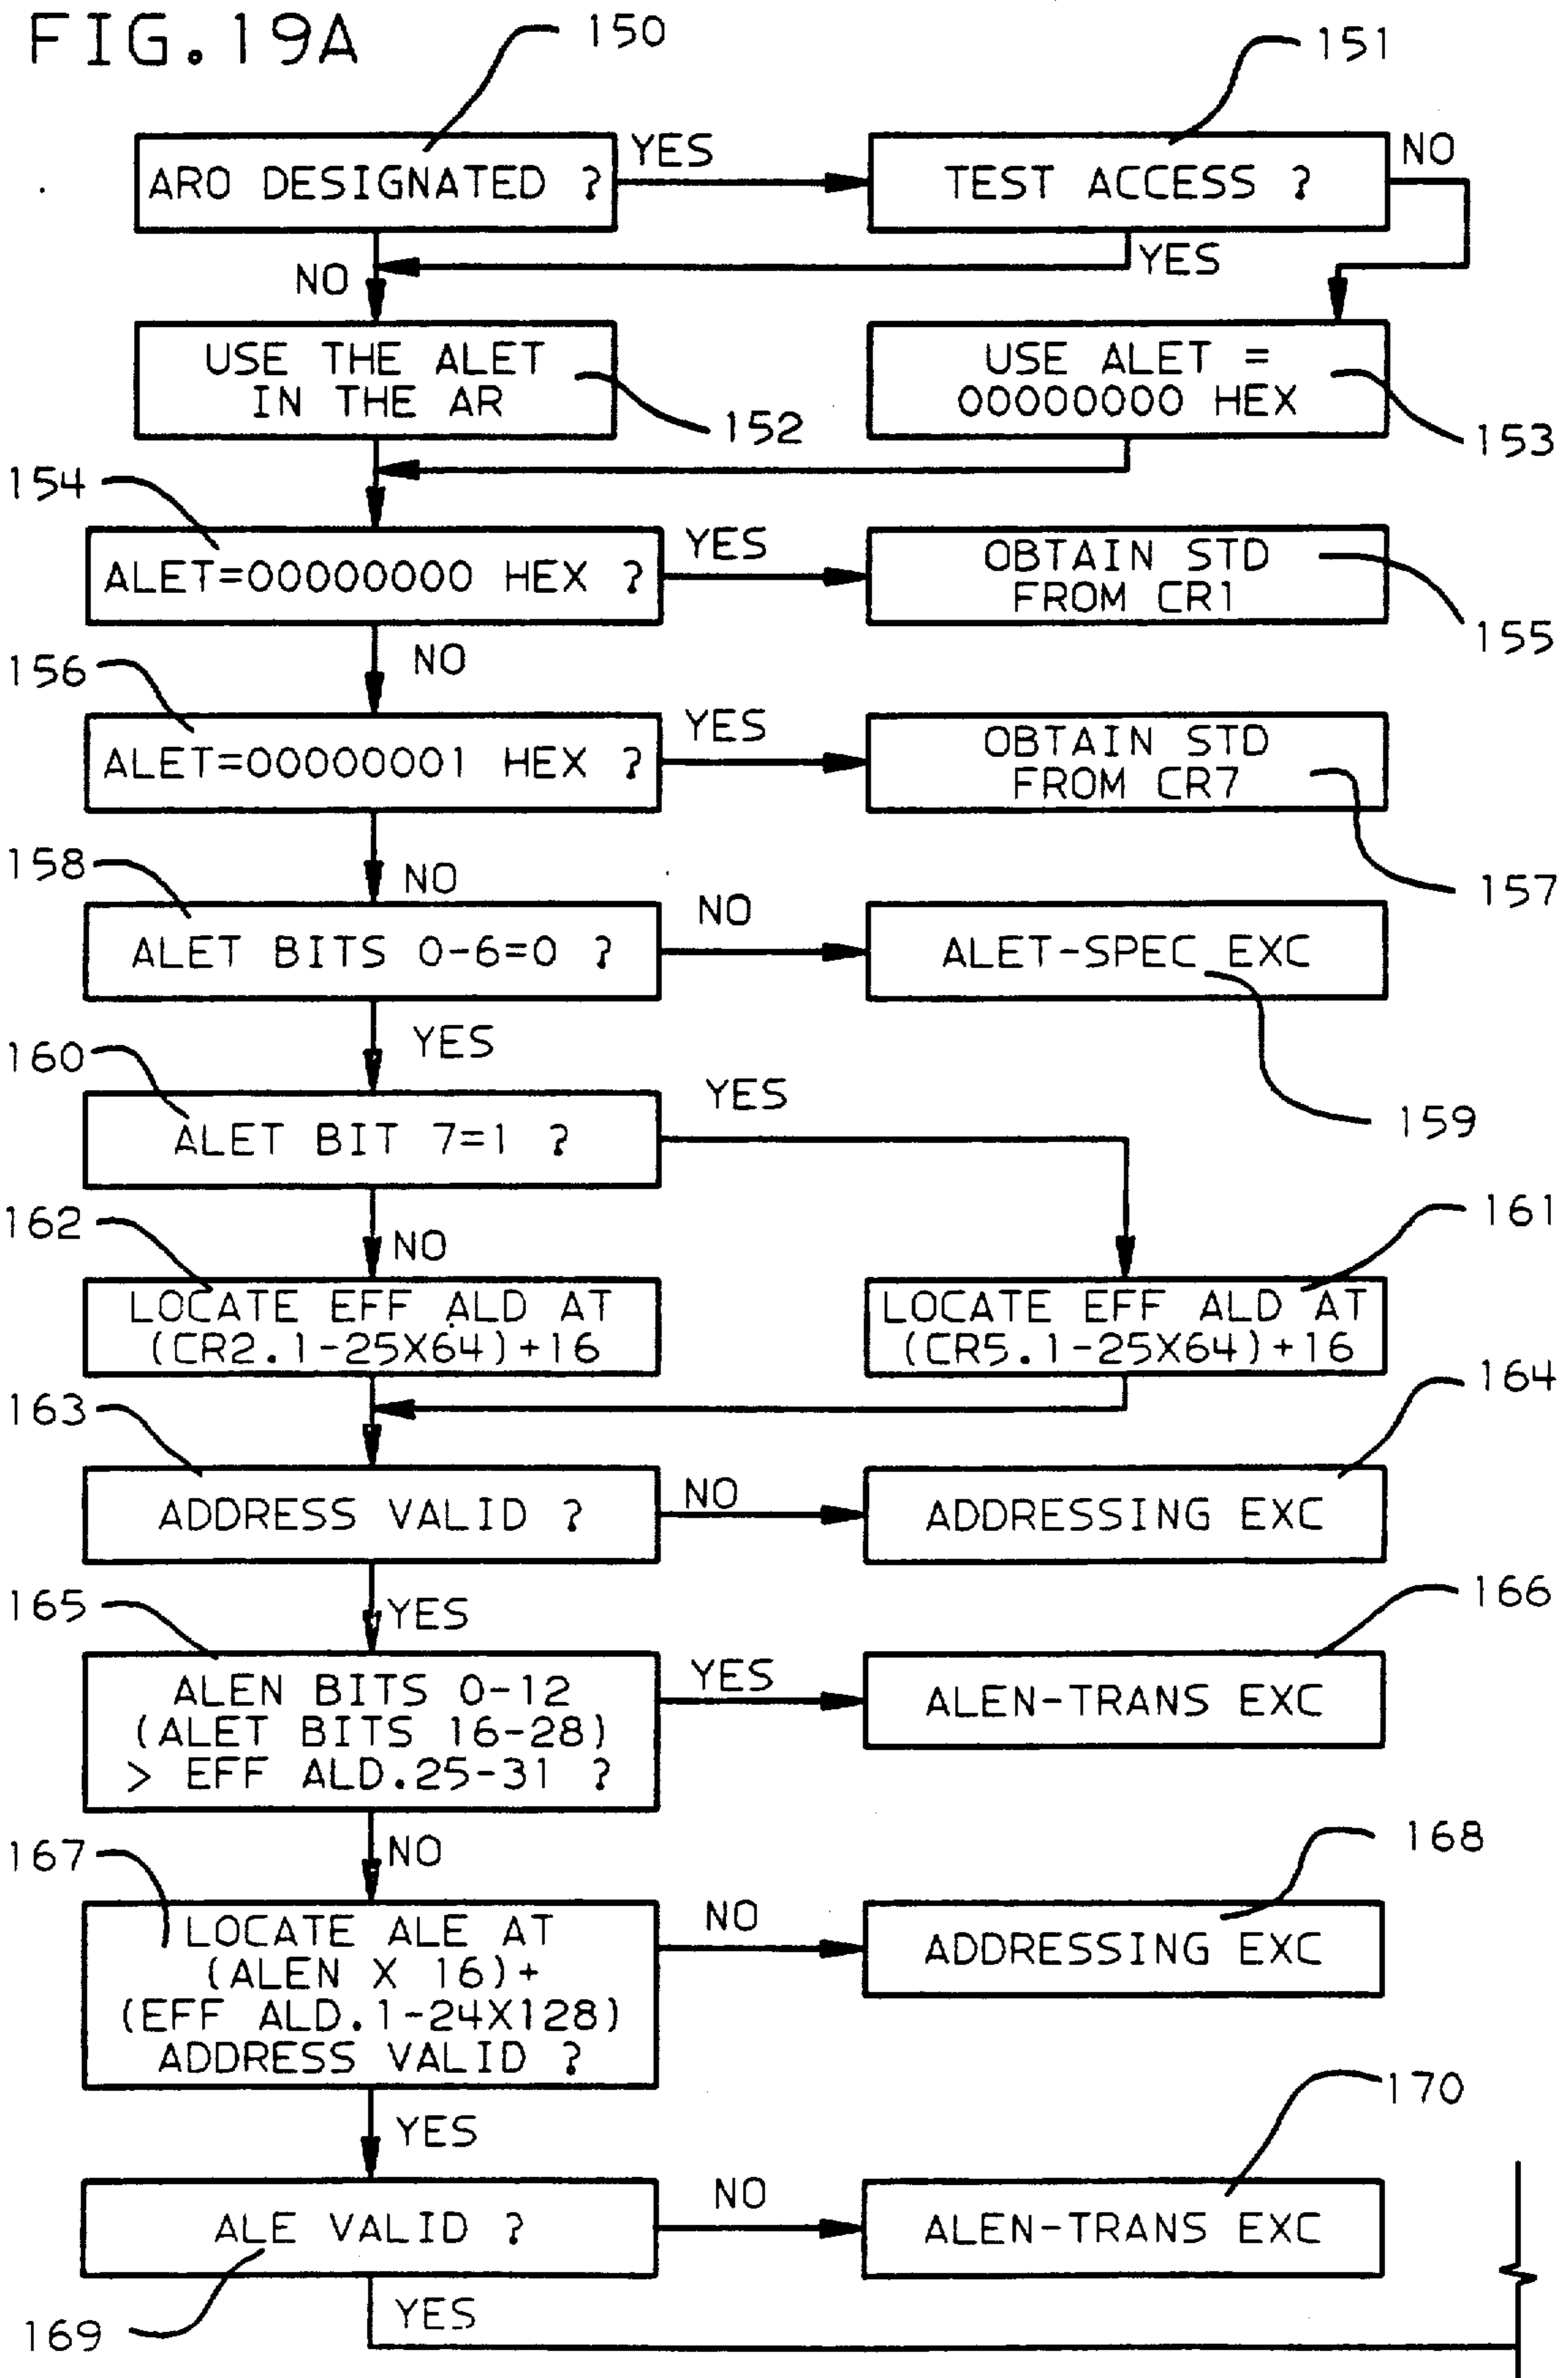 FIG.19A
150
151
ARO DESIGNATED ?
YES
TEST ACCESS ?
NO
NO
YES
USE THE ALET
IN THE AR
152
USE ALET =
00000000 HEX
153
154
ALET=00000000 HEX ?
YES
OBTAIN STD
FROM CR1
155
NO
156
ALET=00000001 HEX ?
YES
OBTAIN STD
FROM CR7
157
NO
158
ALET BITS 0-6=0 ?
NO
ALET-SPEC EXC
159
YES
160
ALET BIT 7=1 ?
YES
NO
162
LOCATE EFF ALD AT
(CR2.1-25X64)+16
161
LOCATE EFF ALD AT
(CR5.1-25X64)+16
163
ADDRESS VALID ?
NO
164
ADDRESSING EXC
YES
165
ALEN BITS 0-12
(ALET BITS 16-28)
> EFF ALD.25-31 ?
YES
166
ALEN-TRANS EXC
NO
167
LOCATE ALE AT
(ALEN X 16)+
(EFF ALD.1-24X128)
ADDRESS VALID ?
NO
168
ADDRESSING EXC
YES
169
ALE VALID ?
NO
170
ALEN-TRANS EXC
YES